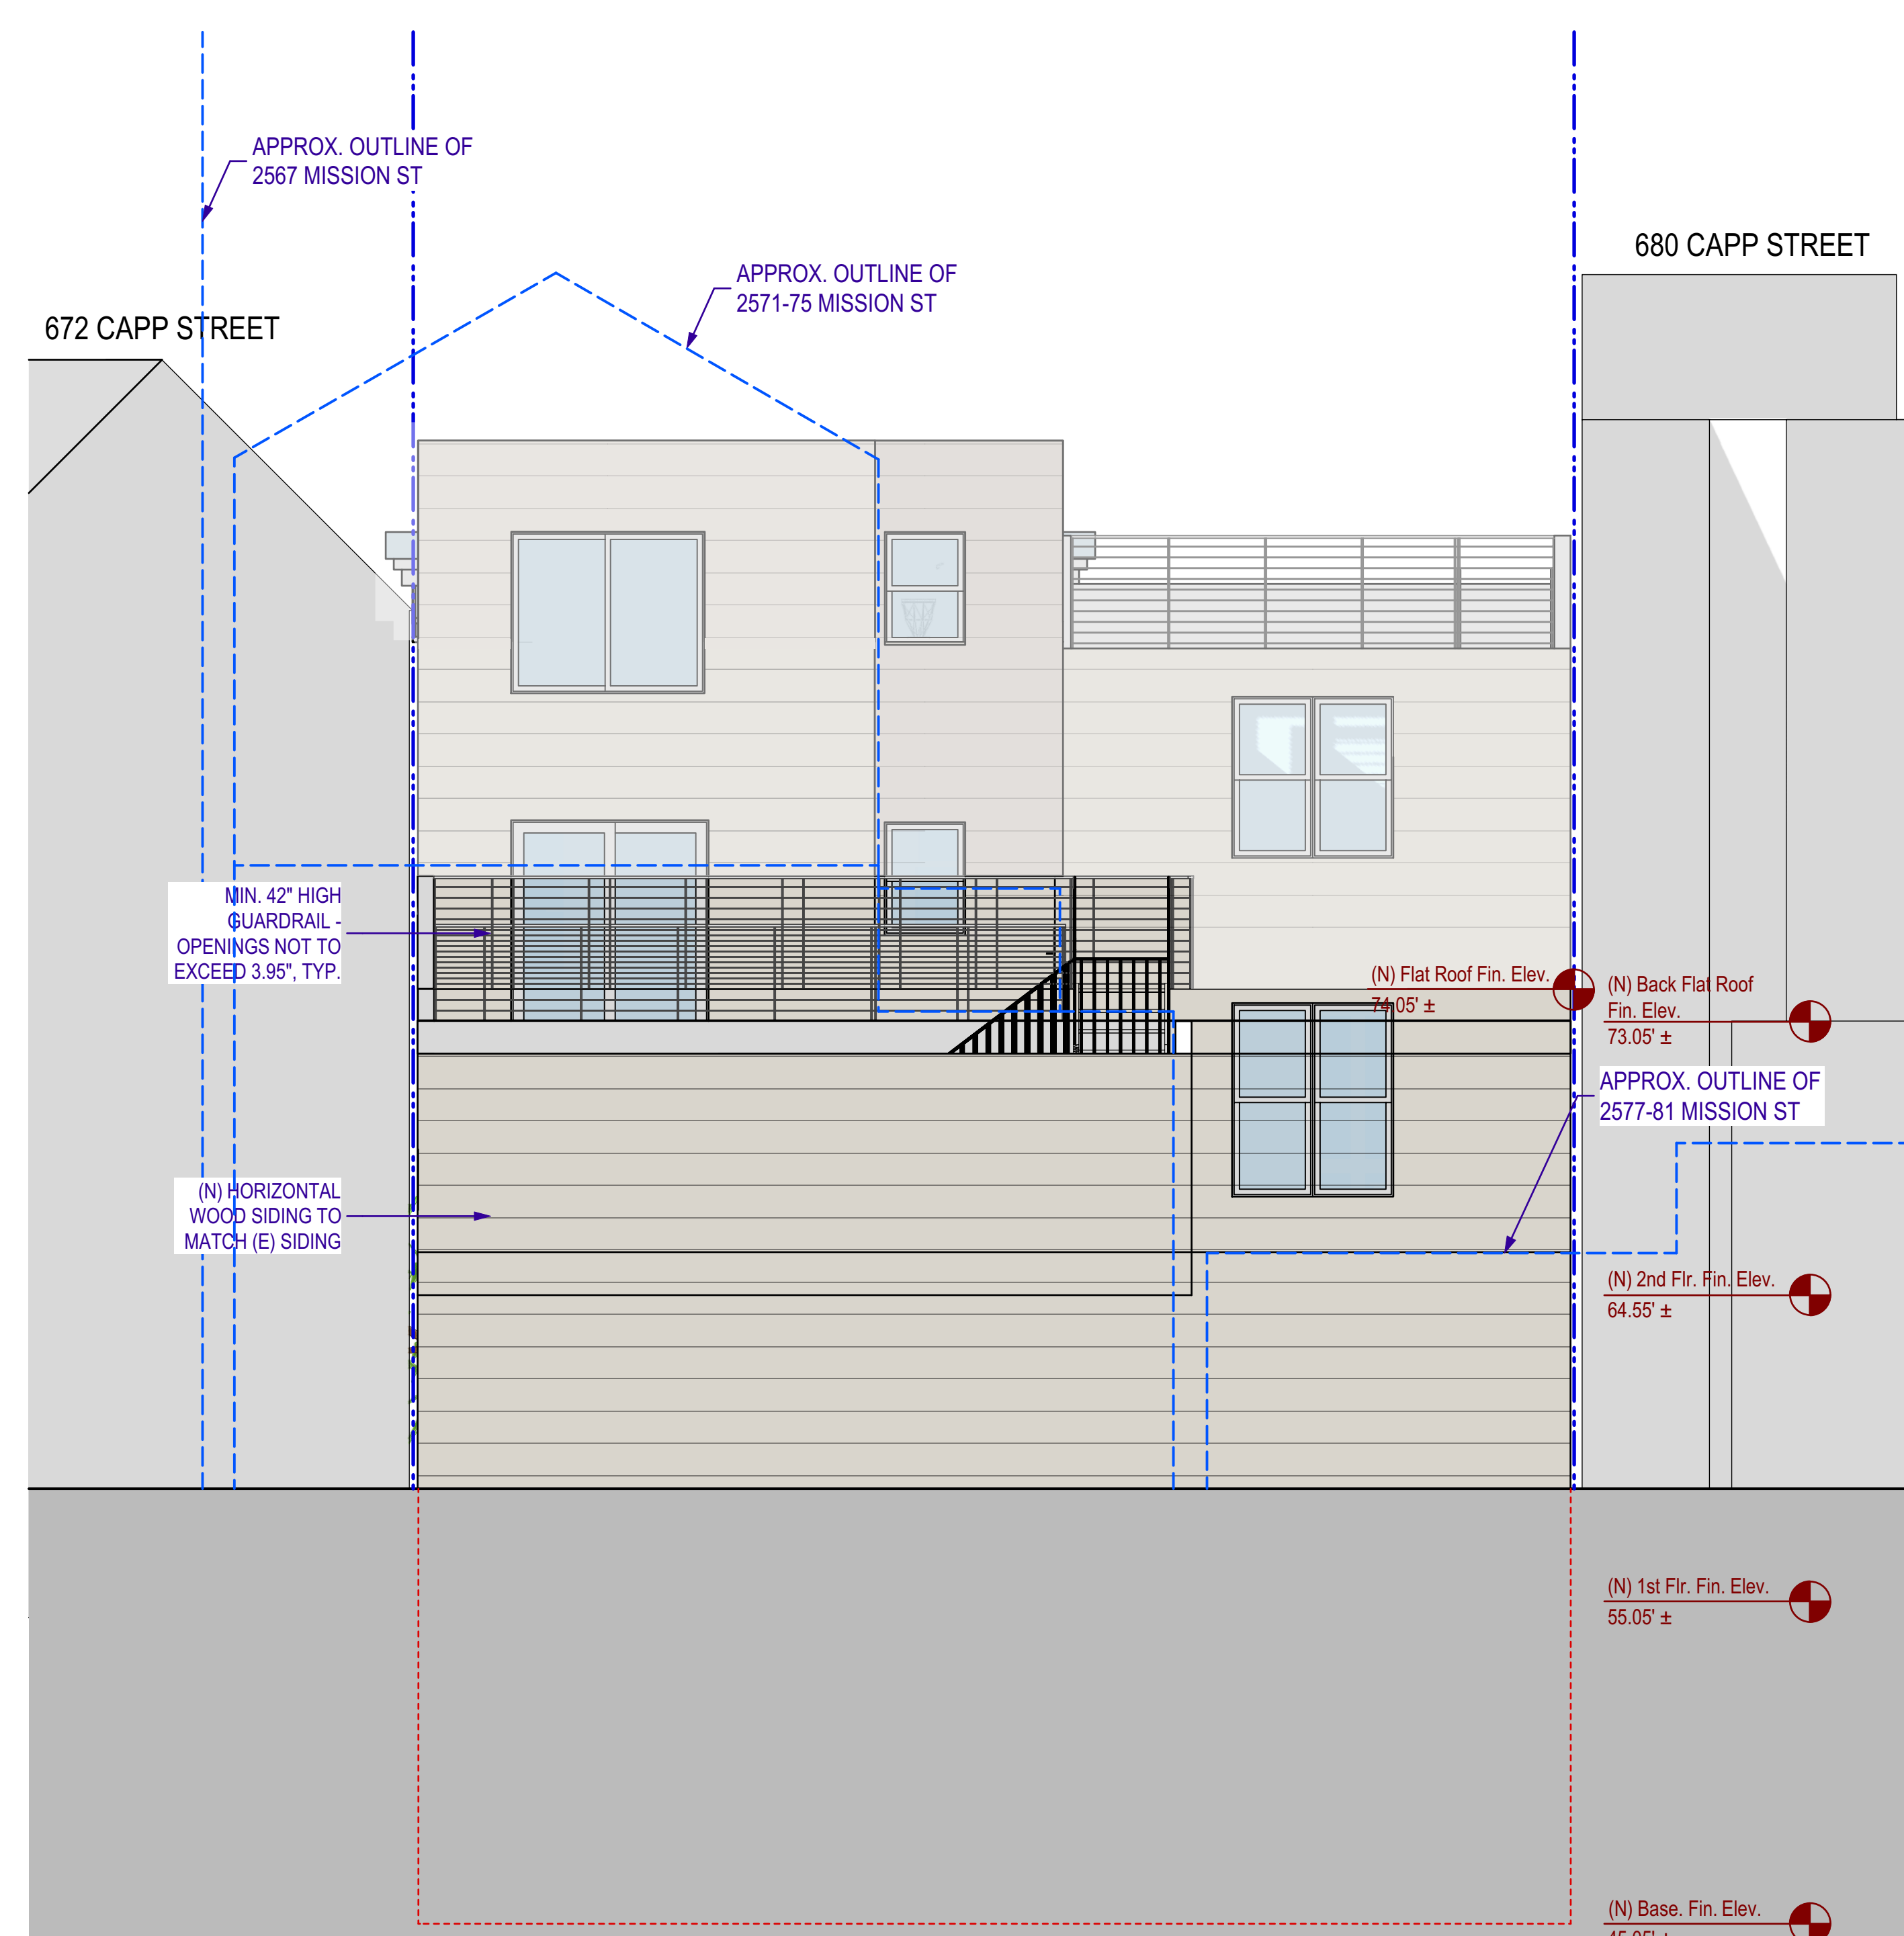 APPROX. OUTLINE OF
2567 MISSION ST
680 CAPP STREET
APPROX. OUTLINE OF
2571-75 MISSION ST
672 CAPP STREET
MIN. 42" HIGH
GUARDRAIL -
OPENINGS NOT TO
EXCEED 3.95", TYP.
(N) Flat Roof Fin. Elev.
74.05' ±
(N) Back Flat Roof
Fin. Elev.
73.05' ±
APPROX. OUTLINE OF
2577-81 MISSION ST
(N) HORIZONTAL
WOOD SIDING TO
MATCH (E) SIDING
(N) 2nd Flr. Fin. Elev.
64.55' ±
(N) 1st Flr. Fin. Elev.
55.05' ±
(N) Base. Fin. Elev.